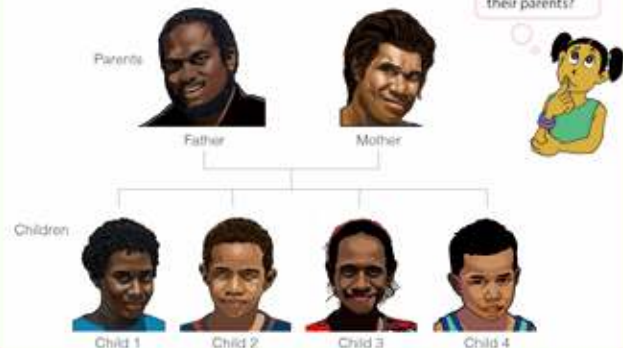 their parents?
Parents
Father
Mother
Children
Child 1
Child 2
Child 3
Child 4